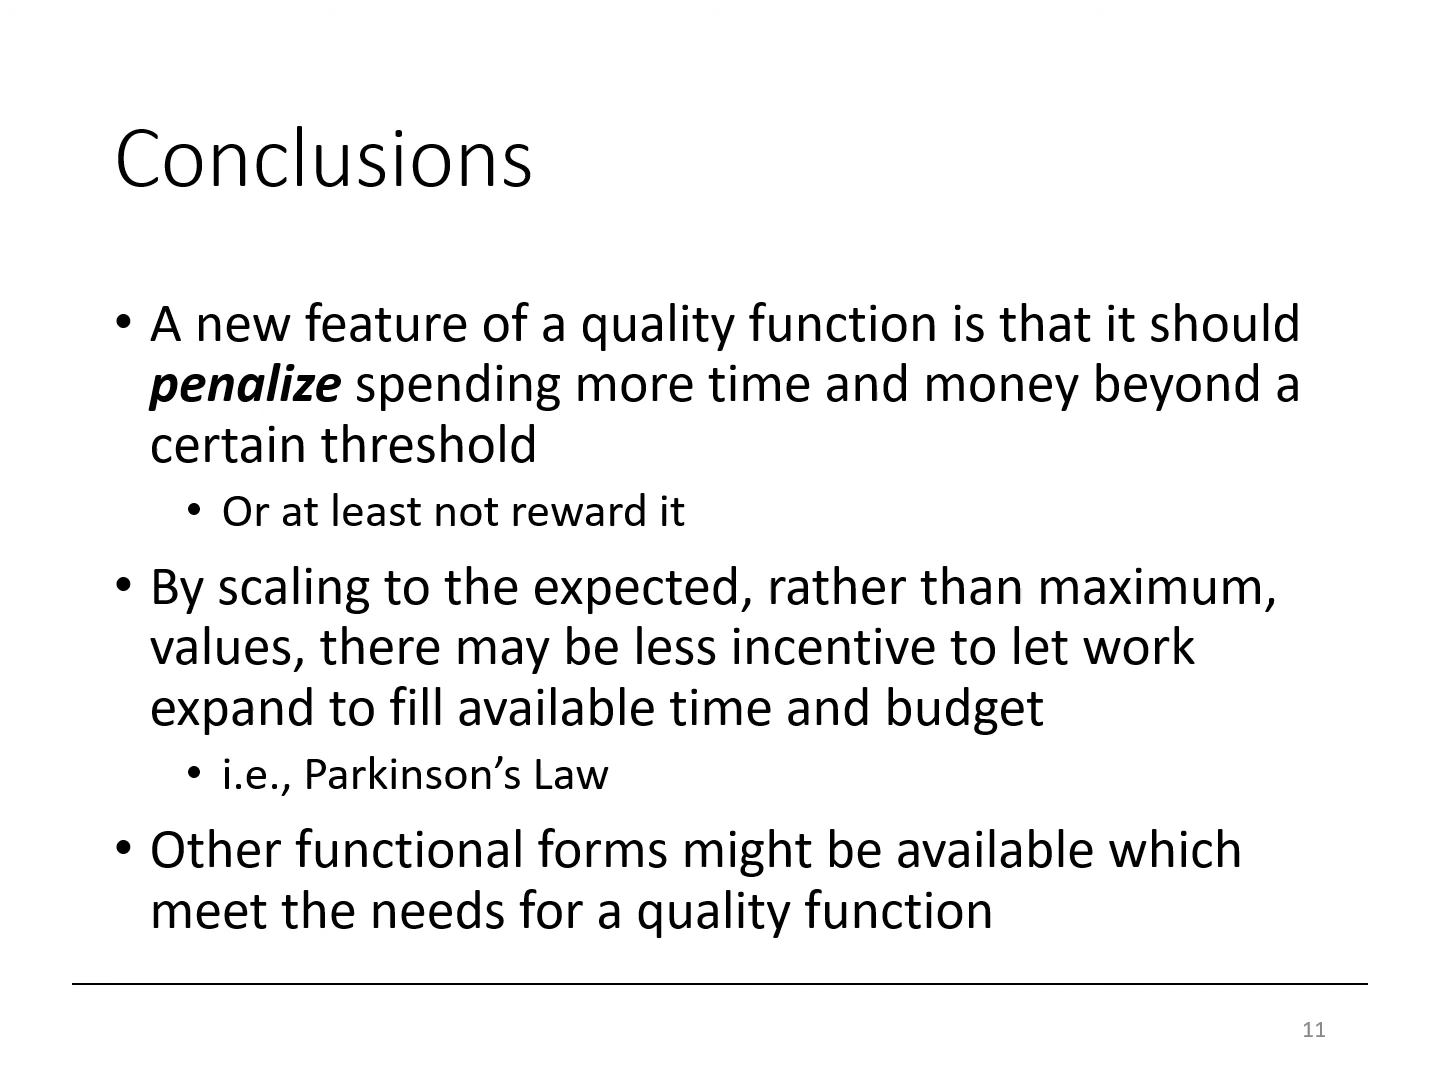 Conclusions
• A new feature of a quality function is that it should
penalize spending more time and money beyond a
certain threshold
• Or at least not reward it
• By scaling to the expected, rather than maximum,
values, there may be less incentive to let work
expand to fill available time and budget
• i.e., Parkinson’s Law
• Other functional forms might be available which
meet the needs for a quality function
11